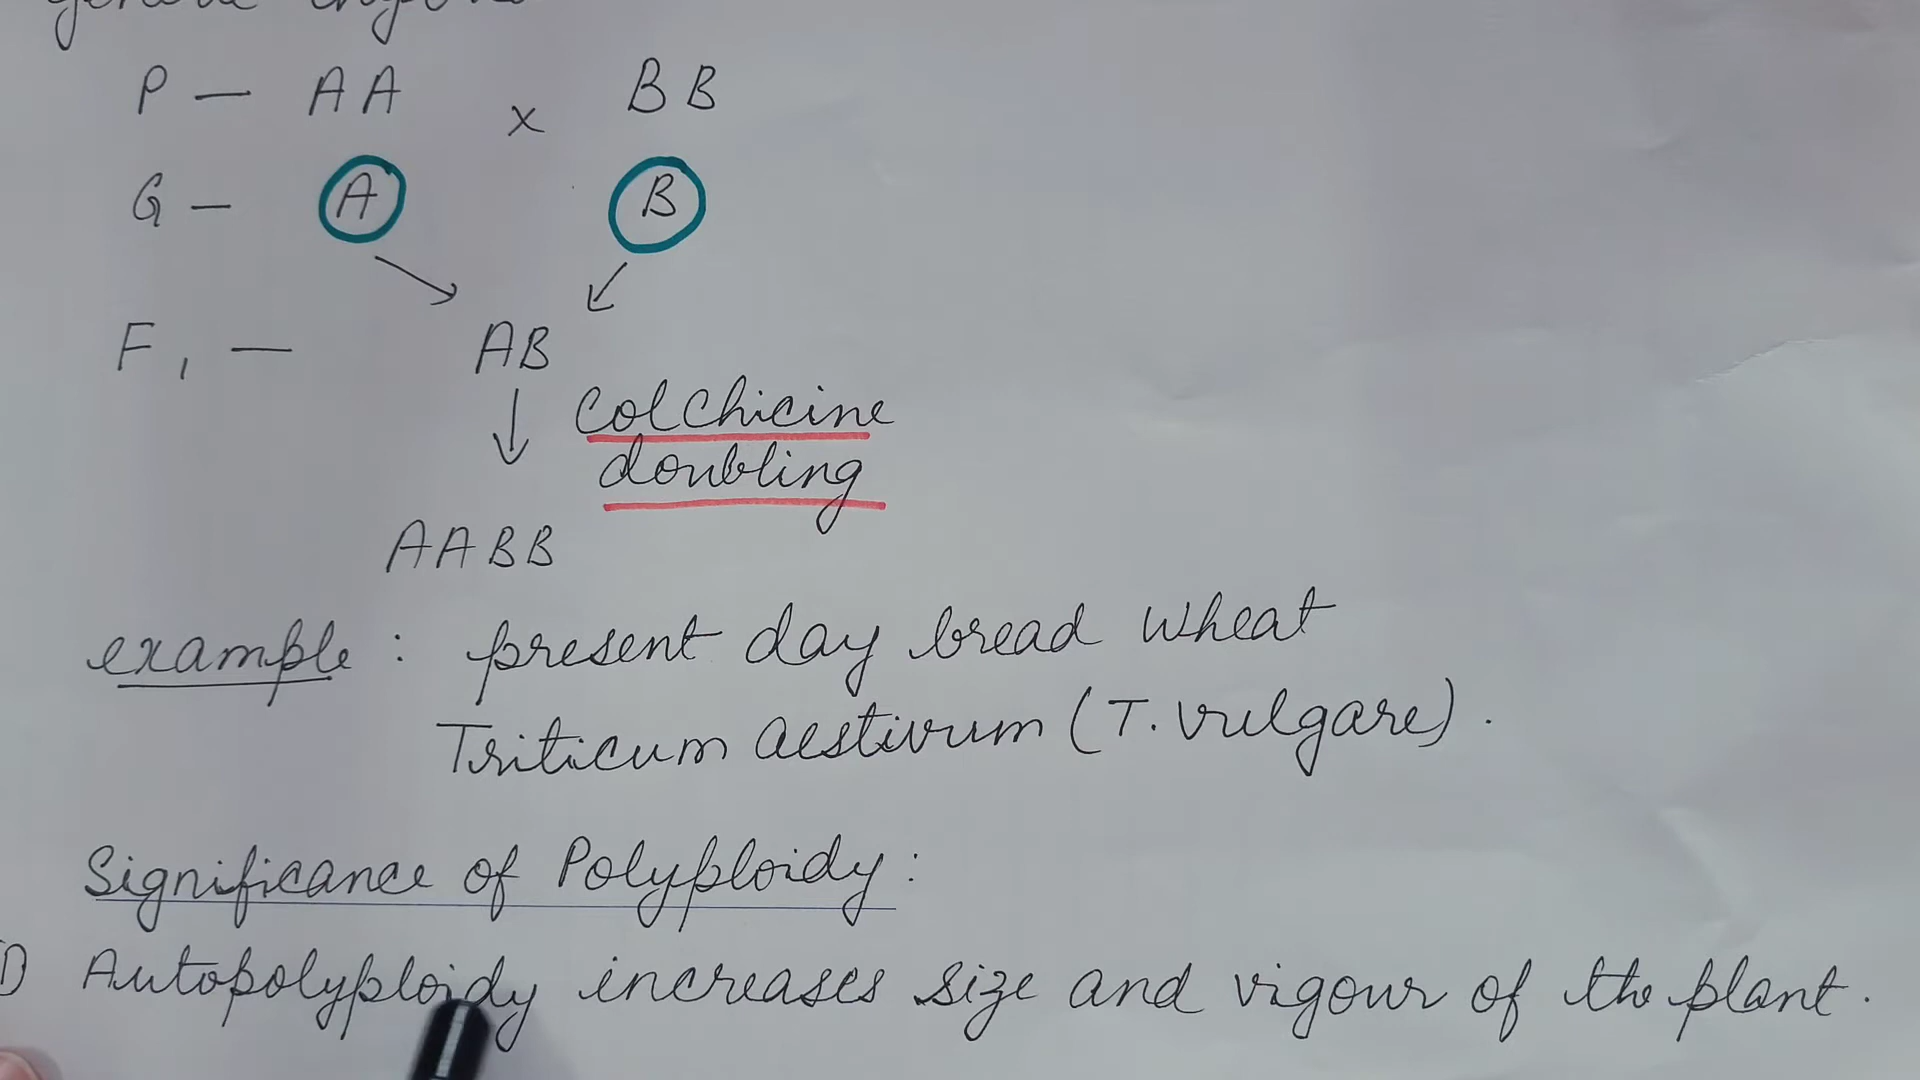 P — AA x BB
G — A B
F1 — AB
Colchicine
doubling
AABB
example : present day bread wheat
Triticum aestivum (T. vulgare).
Significance of Polyploidy :
1) Autopolyploidy increases size and vigour of the plant.